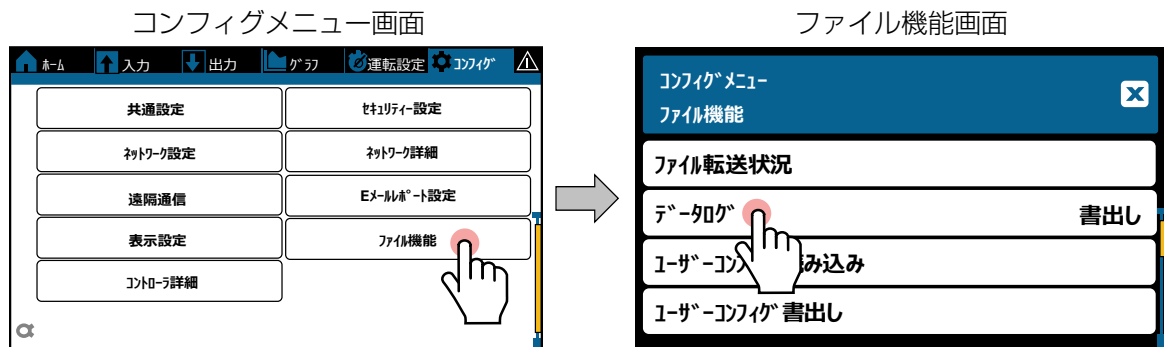 コンフィグメニュー画面
ﾎｰﾑ 入力 出力 ｸﾞﾗﾌ 運転設定 ｺﾝﾌｨｸﾞ
共通設定 ｾｷｭﾘﾃｨｰ設定
ﾈｯﾄﾜｰｸ設定 ﾈｯﾄﾜｰｸ詳細
遠隔通信 Eﾒｰﾙﾚﾎﾟｰﾄ設定
表示設定 ﾌｧｲﾙ機能
ｺﾝﾄﾛｰﾗ詳細
ファイル機能画面
ｺﾝﾌｨｸﾞﾒﾆｭｰ
ﾌｧｲﾙ機能
ﾌｧｲﾙ転送状況
ﾃﾞｰﾀﾛｸﾞ 書出し
ﾕｰｻﾞｰｺﾝﾌ み込み
ﾕｰｻﾞｰｺﾝﾌｨｸﾞ書出し